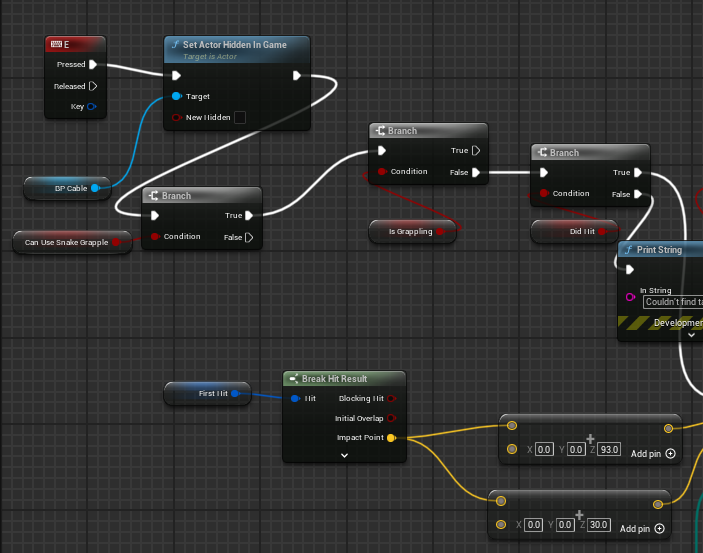 E
Pressed
Released
Key
Set Actor Hidden In Game
Target is Actor
Target
New Hidden
BP Cable
Branch
True
Condition
False
Can Use Snake Grapple
Branch
True
Condition
False
Is Grappling
Branch
True
Condition
False
Did Hit
Print String
In String
Couldn't find ta
Developmen
First Hit
Break Hit Result
Hit
Blocking Hit
Initial Overlap
Impact Point
X 0.0 Y 0.0 Z 93.0
Add pin
X 0.0 Y 0.0 Z 30.0
Add pin